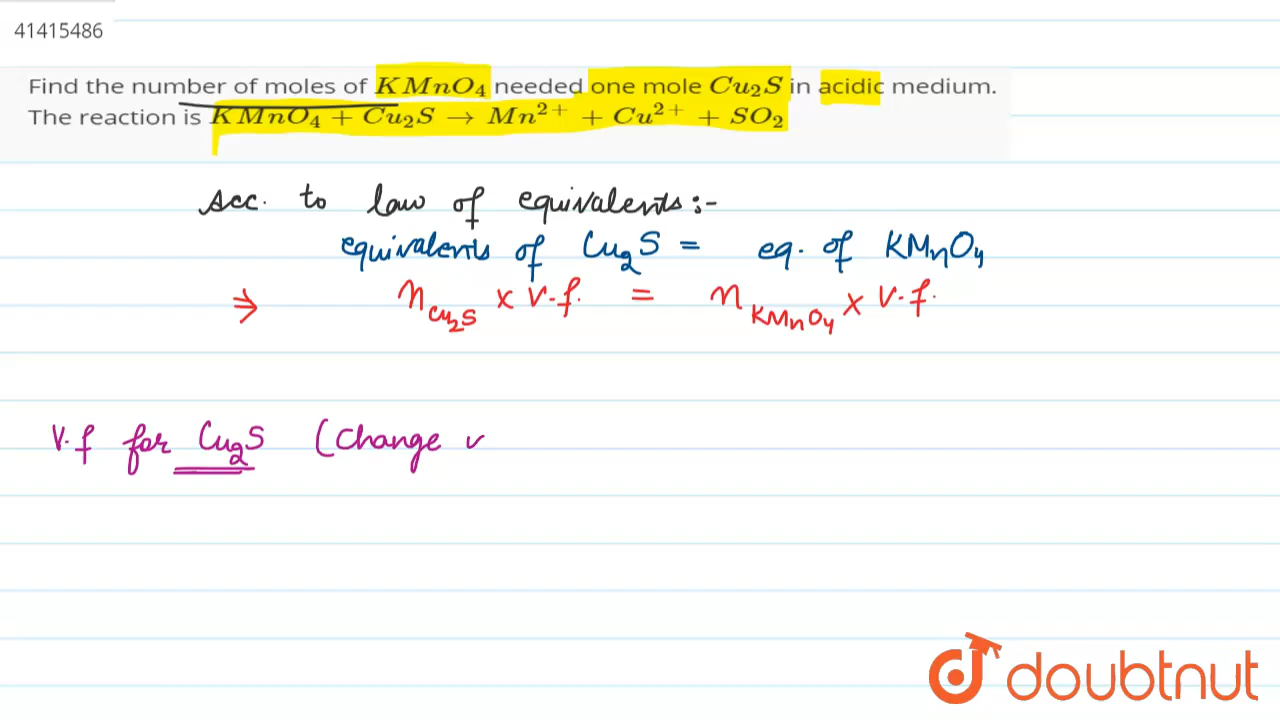 41415486
Find the number of moles of KMnO₄ needed one mole Cu₂S in acidic medium.
The reaction is KMnO₄ + Cu₂S → Mn²⁺ + Cu²⁺ + SO₂
Acc. to law of equivalents:-
equivalents of Cu₂S = eq. of KMnO₄
⇒ n Cu₂S × V.f. = n KMnO₄ × V.f.
V.f for Cu₂S (Change
doubtnut